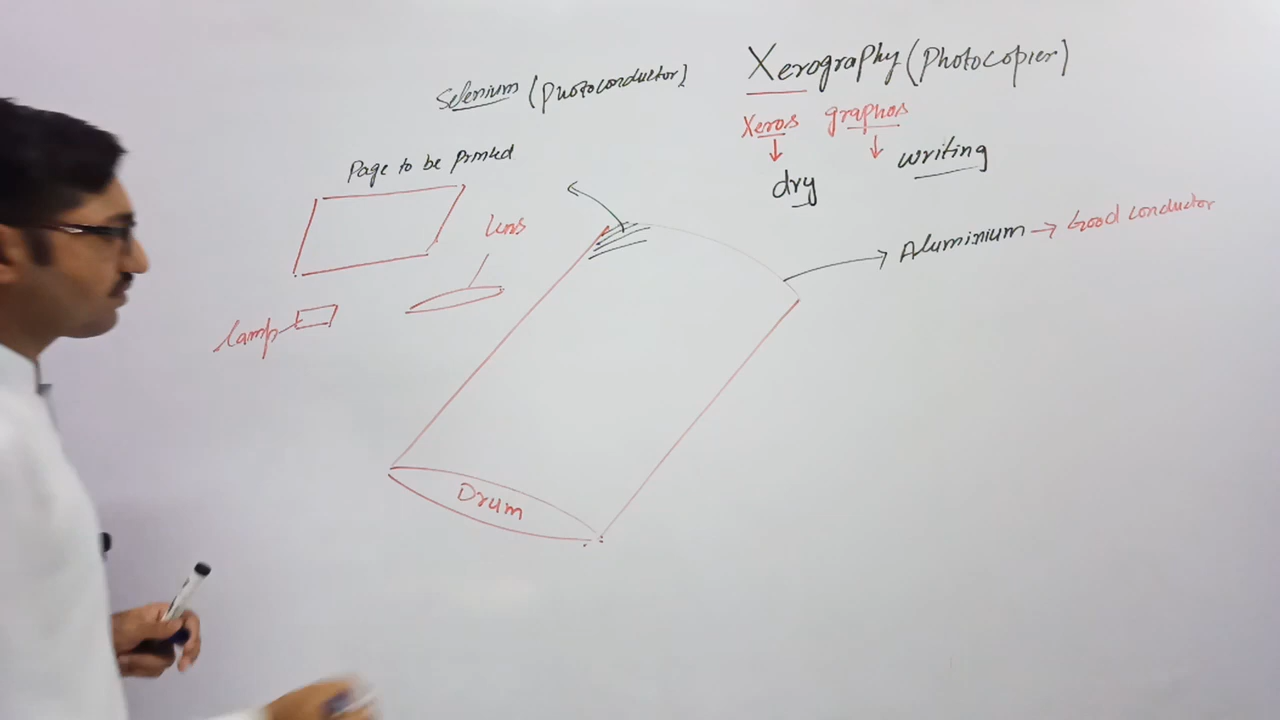 Xerography (Photocopier)
Selenium (Photoconductor)
Xeros graphos
dry
writing
Page to be Printed
lens
Aluminium → Good conductor
lamp
Drum